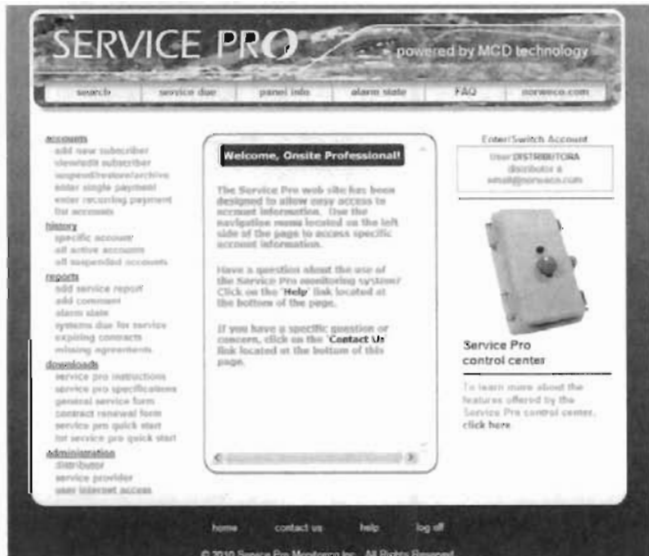 SERVICE PRO
powered by MCD technology
search service due panel info alarm state FAQ norweco.com
accounts
add new subscriber
view/edit subscriber
suspend/restore/archive
enter single payment
enter recurring payment
list accounts
history
specific account
all active accounts
all suspended accounts
reports
add service report
add comment
alarm state
systems due for service
expiring contracts
missing agreements
downloads
service pro instructions
service pro specifications
general service form
contract renewal form
service pro quick start
service pro quick start
administration
distributor
service provider
user internet access
Welcome, Onsite Professional!
The Service Pro web site has been
designed to allow easy access to
account information. Use the
navigation menu located on the left
side of the page to access specific
account information.
Have a question about the use of
the Service Pro monitoring system?
Click on the 'Help' link located at
the bottom of the page.
If you have a specific question or
concern, click on the 'Contact Us'
link located at the bottom of this
page.
Enter/Switch Account
User:DISTRIBUTORA
distributor a
email@norweco.com
Service Pro
control center
To learn more about the
features offered by the
Service Pro control center,
click here.
home contact us help log off
© 2010 Service Pro Monitoring Inc. All Rights Reserved